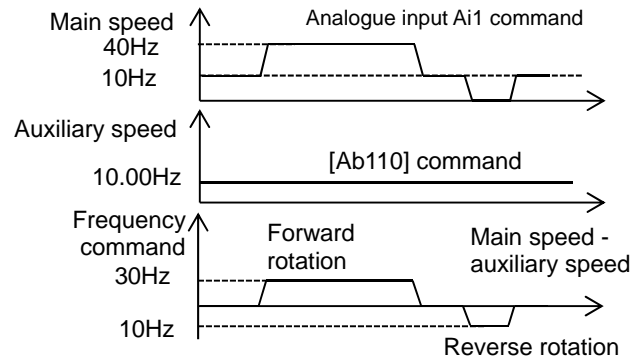 Main speed
Analogue input Ai1 command
40Hz
10Hz
Auxiliary speed
[Ab110] command
10.00Hz
Frequency
command
Forward
rotation
Main speed -
auxiliary speed
30Hz
10Hz
Reverse rotation